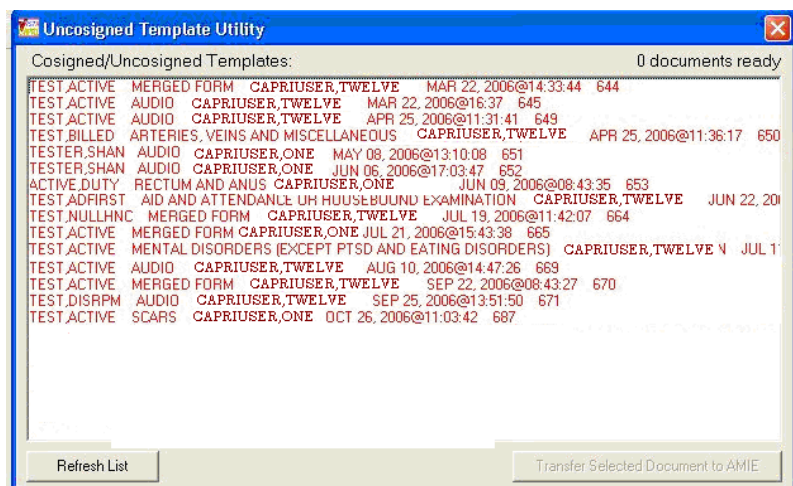 Uncosigned Template Utility
Cosigned/Uncosigned Templates: 0 documents ready
TEST,ACTIVE MERGED FORM CAPRIUSER,TWELVE MAR 22, 2006@14:33:44 644
TEST,ACTIVE AUDIO CAPRIUSER,TWELVE MAR 22, 2006@16:37 645
TEST,ACTIVE AUDIO CAPRIUSER,TWELVE APR 25, 2006@11:31:41 649
TEST,BILLED ARTERIES, VEINS AND MISCELLANEOUS CAPRIUSER,TWELVE APR 25, 2006@11:36:17 650
TESTER,SHAN AUDIO CAPRIUSER,ONE MAY 08, 2006@13:10:08 651
TESTER,SHAN AUDIO CAPRIUSER,ONE JUN 06, 2006@17:03:47 652
ACTIVE,DUTY RECTUM AND ANUS CAPRIUSER,ONE JUN 09, 2006@08:43:35 653
TEST,ADFIRST AID AND ATTENDANCE OR HOUSEBOUND EXAMINATION CAPRIUSER,TWELVE JUN 22, 20
TEST,NULLHNC MERGED FORM CAPRIUSER,TWELVE JUL 19, 2006@11:42:07 664
TEST,ACTIVE MERGED FORM CAPRIUSER,ONE JUL 21, 2006@15:43:38 665
TEST,ACTIVE MENTAL DISORDERS (EXCEPT PTSD AND EATING DISORDERS) CAPRIUSER,TWELVE JUL
TEST,ACTIVE AUDIO CAPRIUSER,TWELVE AUG 10, 2006@14:47:26 669
TEST,ACTIVE MERGED FORM CAPRIUSER,TWELVE SEP 22, 2006@08:43:27 670
TEST,DISRPM AUDIO CAPRIUSER,TWELVE SEP 25, 2006@13:51:50 671
TEST,ACTIVE SCARS CAPRIUSER,ONE OCT 26, 2006@11:03:42 687
Refresh List Transfer Selected Document to AMIE